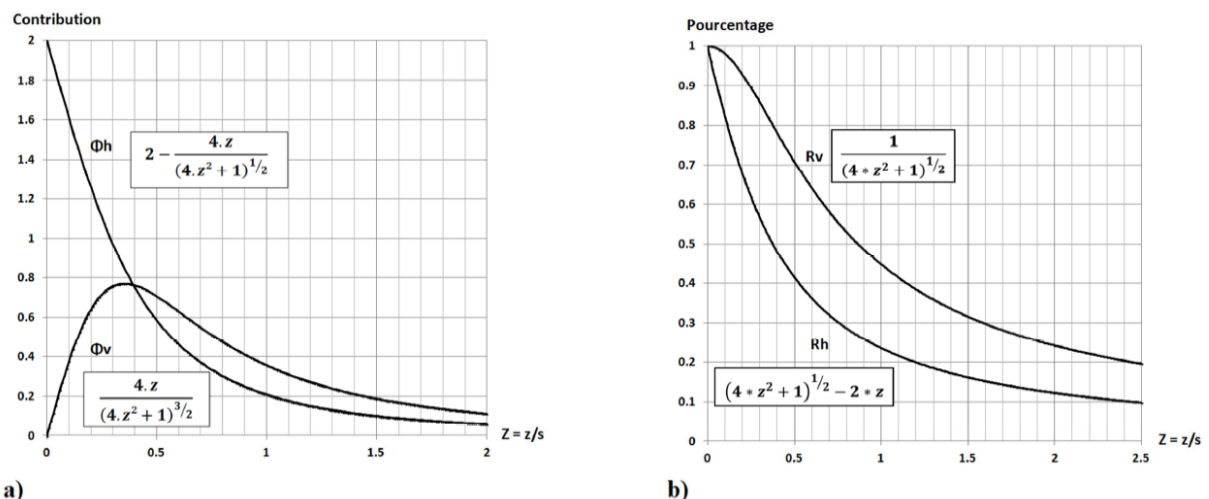 Contribution
2
1.8
1.6
1.4
1.2
1
0.8
0.6
0.4
0.2
0
0
0.5
1
1.5
2
Φh
2 − 4.z
(4.z² + 1)^1/2
Φv
4.z
(4.z² + 1)^3/2
Z = z/s
a)
Pourcentage
1
0.9
0.8
0.7
0.6
0.5
0.4
0.3
0.2
0.1
0
0
0.5
1
1.5
2
2.5
Rv
1
(4 * z² + 1)^1/2
Rh
(4 * z² + 1)^1/2 − 2 * z
Z = z/s
b)